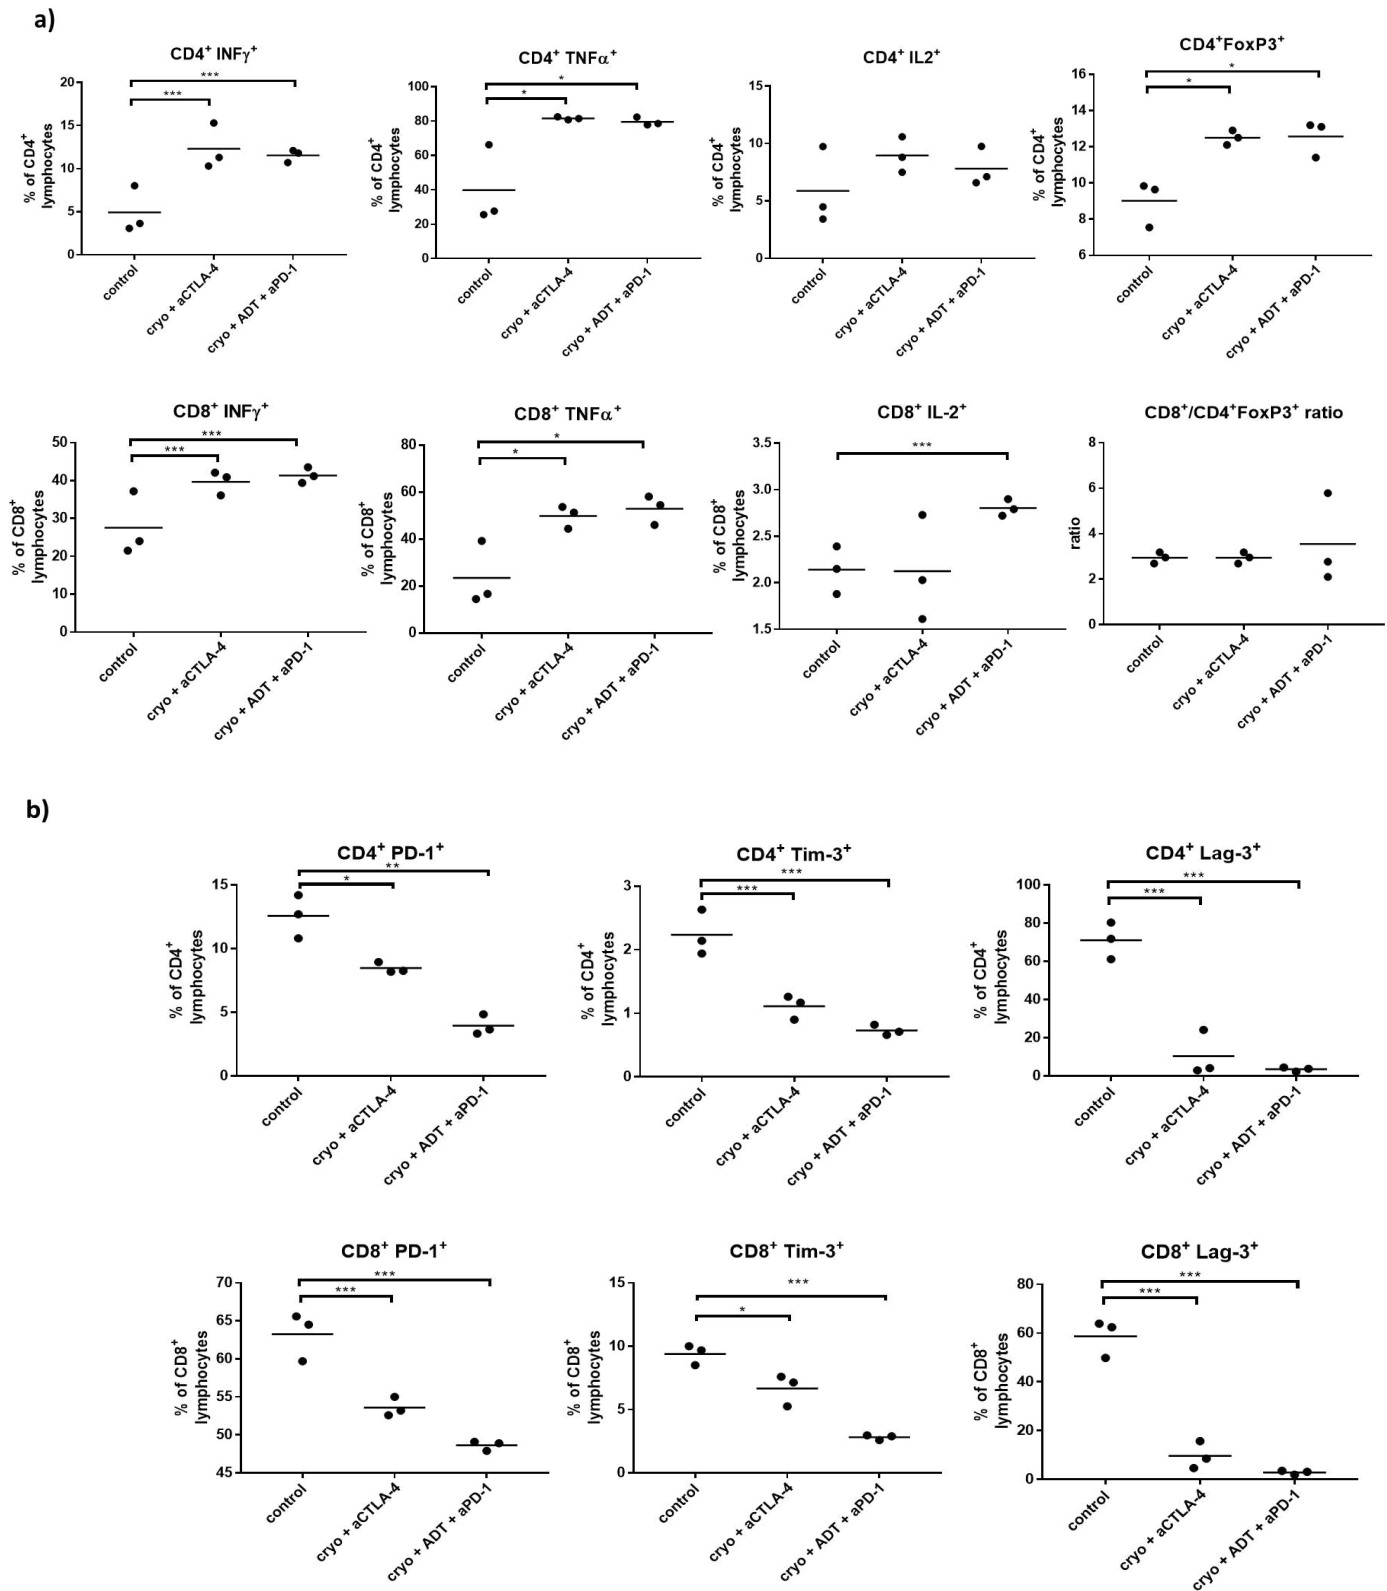 a)
CD4⁺ INFγ⁺
% of CD4⁺
lymphocytes
20
15
10
5
0
***
***
control
cryo + aCTLA-4
cryo + ADT + aPD-1
CD4⁺ TNFα⁺
% of CD4⁺
lymphocytes
100
80
60
40
20
0
*
*
control
cryo + aCTLA-4
cryo + ADT + aPD-1
CD4⁺ IL2⁺
% of CD4⁺
lymphocytes
15
10
5
0
control
cryo + aCTLA-4
cryo + ADT + aPD-1
CD4⁺FoxP3⁺
% of CD4⁺
lymphocytes
16
14
12
10
8
6
*
*
control
cryo + aCTLA-4
cryo + ADT + aPD-1
CD8⁺ INFγ⁺
% of CD8⁺
lymphocytes
50
40
30
20
10
0
***
***
control
cryo + aCTLA-4
cryo + ADT + aPD-1
CD8⁺ TNFα⁺
% of CD8⁺
lymphocytes
80
60
40
20
0
*
*
control
cryo + aCTLA-4
cryo + ADT + aPD-1
CD8⁺ IL-2⁺
% of CD8⁺
lymphocytes
3.5
3.0
2.5
2.0
1.5
***
control
cryo + aCTLA-4
cryo + ADT + aPD-1
CD8⁺/CD4⁺FoxP3⁺ ratio
ratio
8
6
4
2
0
control
cryo + aCTLA-4
cryo + ADT + aPD-1
b)
CD4⁺ PD-1⁺
% of CD4⁺
lymphocytes
15
10
5
0
**
*
control
cryo + aCTLA-4
cryo + ADT + aPD-1
CD4⁺ Tim-3⁺
% of CD4⁺
lymphocytes
3
2
1
0
***
***
control
cryo + aCTLA-4
cryo + ADT + aPD-1
CD4⁺ Lag-3⁺
% of CD4⁺
lymphocytes
100
80
60
40
20
0
***
***
control
cryo + aCTLA-4
cryo + ADT + aPD-1
CD8⁺ PD-1⁺
% of CD8⁺
lymphocytes
70
65
60
55
50
45
***
***
control
cryo + aCTLA-4
cryo + ADT + aPD-1
CD8⁺ Tim-3⁺
% of CD8⁺
lymphocytes
15
10
5
0
***
*
control
cryo + aCTLA-4
cryo + ADT + aPD-1
CD8⁺ Lag-3⁺
% of CD8⁺
lymphocytes
80
60
40
20
0
***
***
control
cryo + aCTLA-4
cryo + ADT + aPD-1